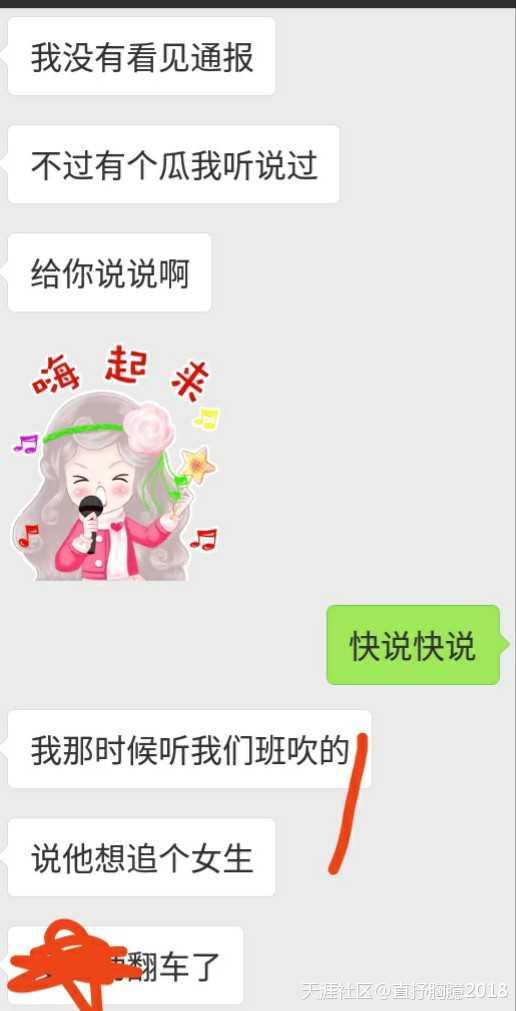 我没有看见通报
不过有个瓜我听说过
给你说说啊
嗨起来
快说快说
我那时候听我们班吹的
说他想追个女生
翻车了
天涯社区@直抒胸臆2018